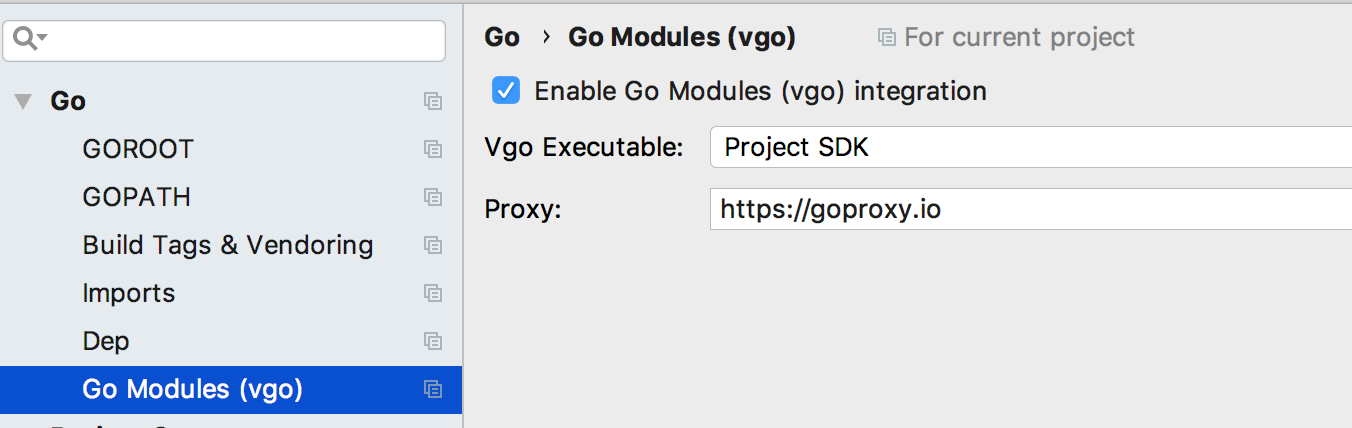 Go › Go Modules (vgo) For current project
Enable Go Modules (vgo) integration
Vgo Executable: Project SDK
Proxy: https://goproxy.io
Go
GOROOT
GOPATH
Build Tags & Vendoring
Imports
Dep
Go Modules (vgo)